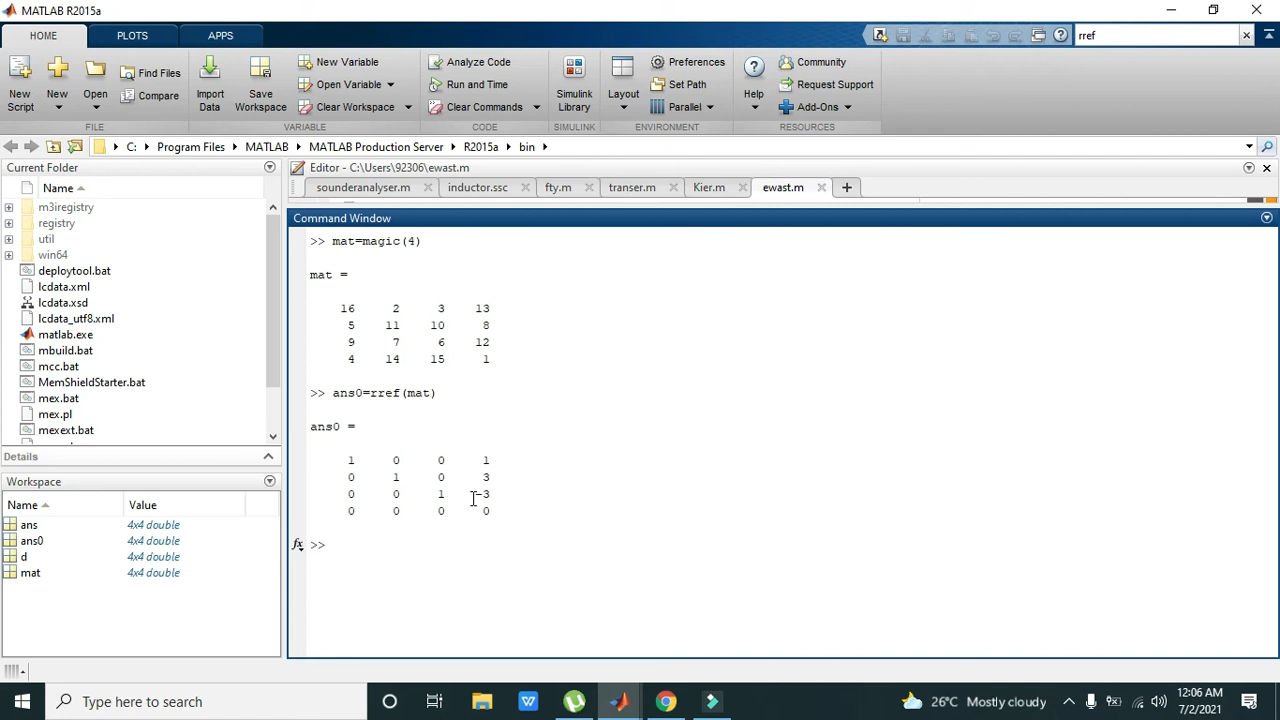 MATLAB R2015a
HOME PLOTS APPS rref
New Script New Open Find Files Compare Import Data Save Workspace New Variable Open Variable Clear Workspace Analyze Code Run and Time Clear Commands Simulink Library Layout Preferences Set Path Parallel Help Community Request Support Add-Ons
FILE VARIABLE CODE SIMULINK ENVIRONMENT RESOURCES
C: Program Files MATLAB MATLAB Production Server R2015a bin
Current Folder
Name
m3iregistry
registry
util
win64
deploytool.bat
lcdata.xml
lcdata.xsd
lcdata_utf8.xml
matlab.exe
mbuild.bat
mcc.bat
MemShieldStarter.bat
mex.bat
mex.pl
mexext.bat
Details
Workspace
Name Value
ans 4x4 double
ans0 4x4 double
d 4x4 double
mat 4x4 double
Editor - C:\Users\92306\ewast.m
sounderanalyser.m inductor.ssc fty.m transer.m Kier.m ewast.m
Command Window
>> mat=magic(4)
mat =
16 2 3 13
5 11 10 8
9 7 6 12
4 14 15 1
>> ans0=rref(mat)
ans0 =
1 0 0 1
0 1 0 3
0 0 1 -3
0 0 0 0
fx >>
Type here to search 26°C Mostly cloudy 12:06 AM
7/2/2021